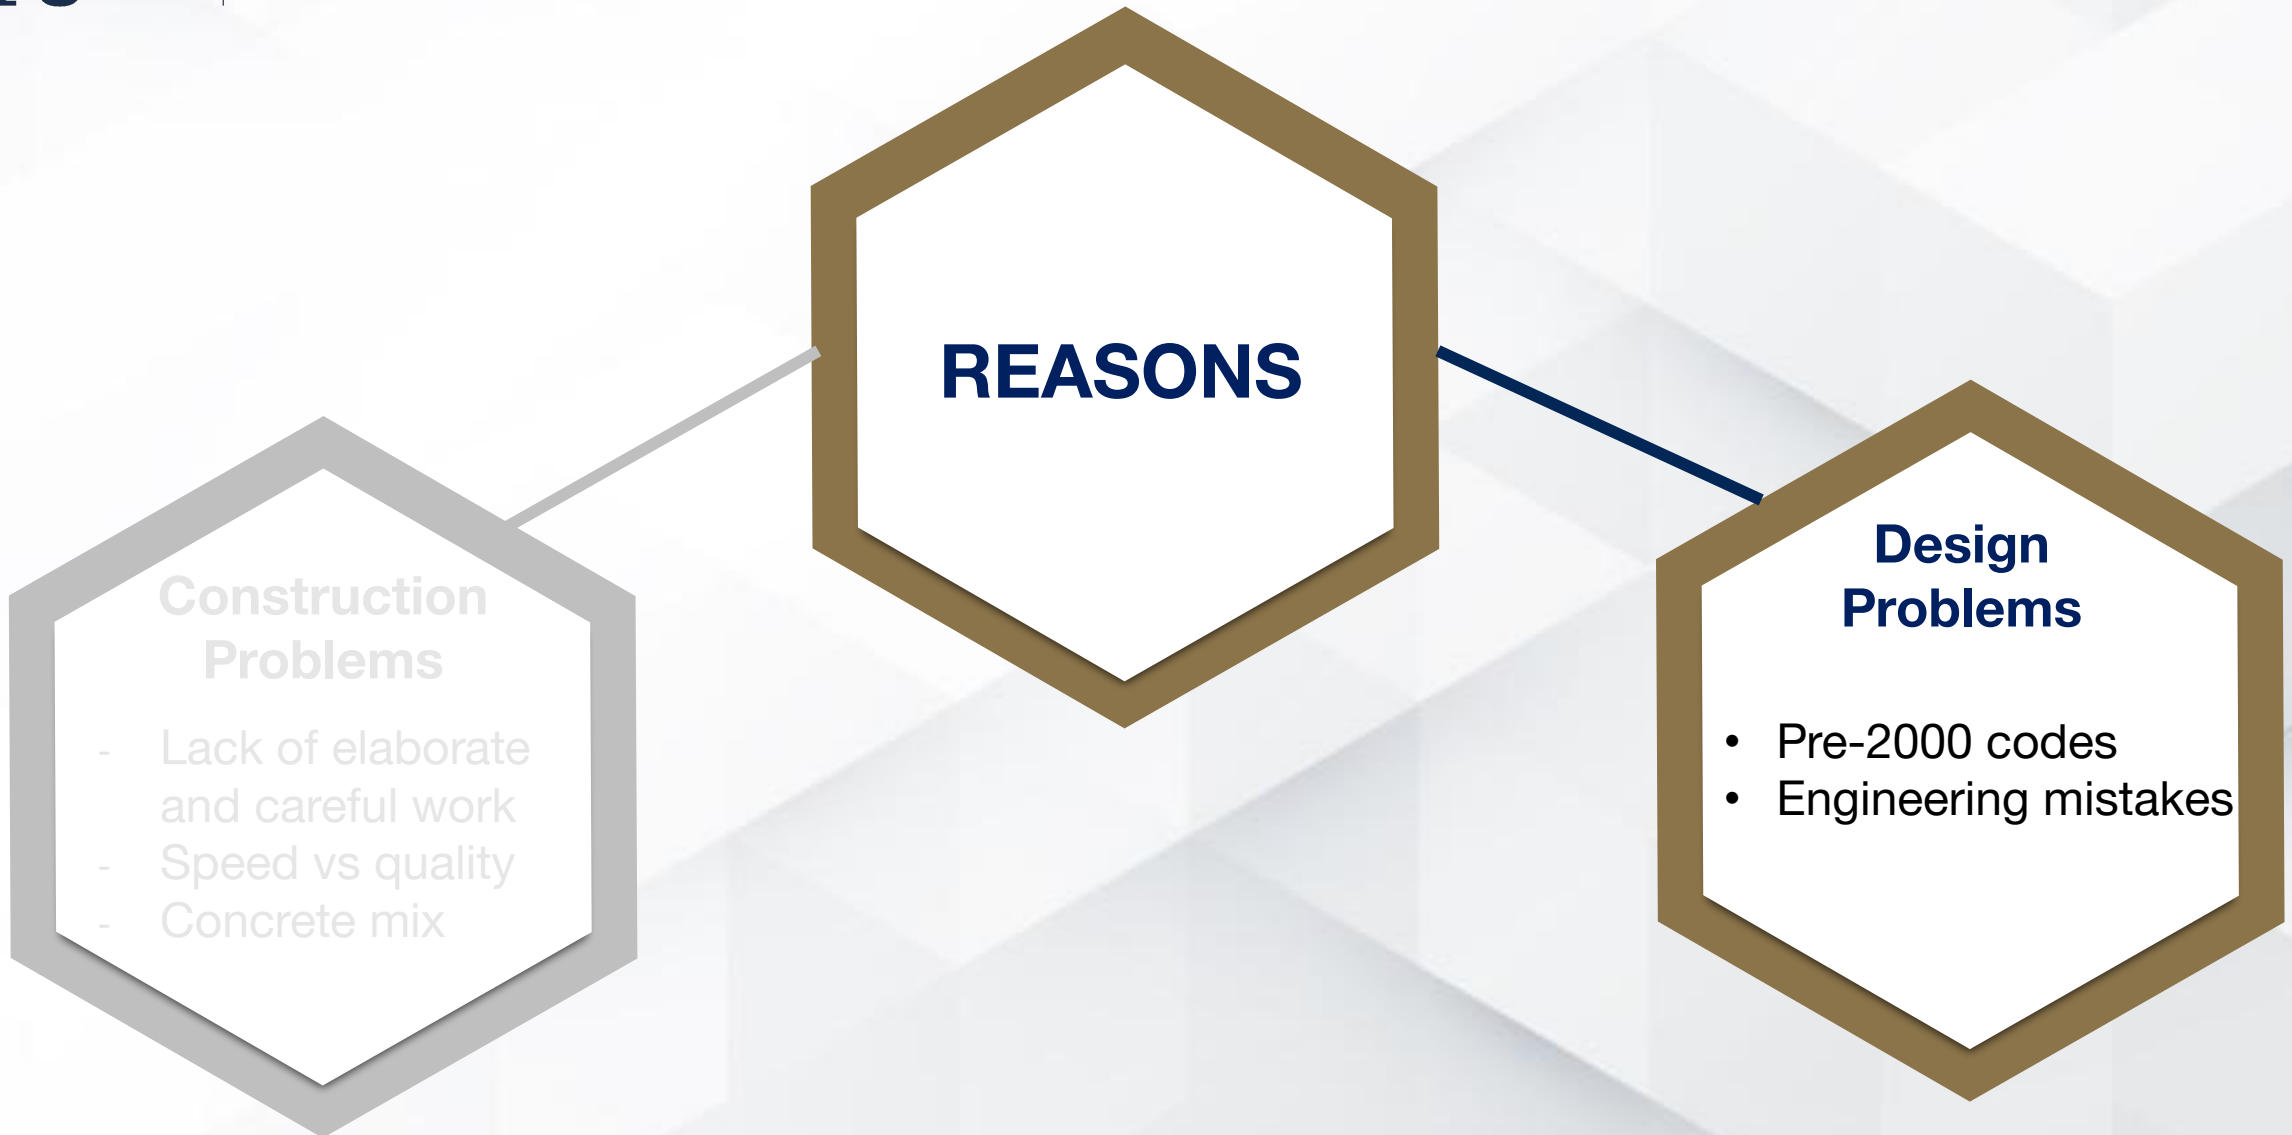 REASONS
Construction
Problems
- Lack of elaborate
and careful work
- Speed vs quality
- Concrete mix
Design
Problems
• Pre-2000 codes
• Engineering mistakes